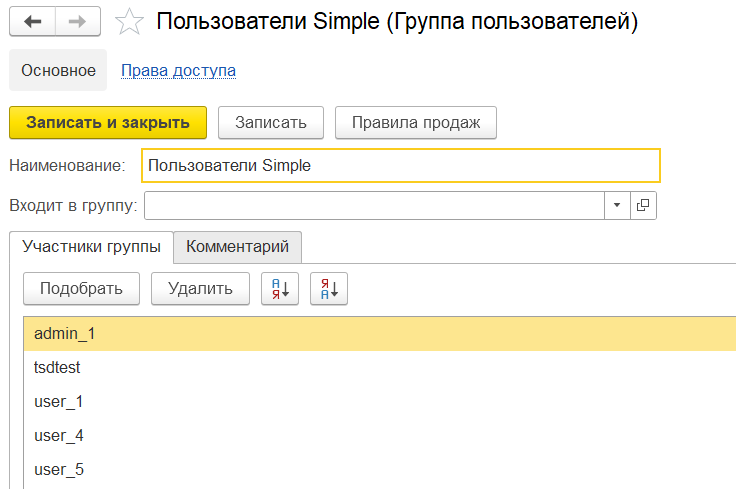 Пользователи Simple (Группа пользователей)
Основное Права доступа
Записать и закрыть Записать Правила продаж
Наименование: Пользователи Simple
Входит в группу:
Участники группы Комментарий
Подобрать Удалить А Я Я А
admin_1
tsdtest
user_1
user_4
user_5